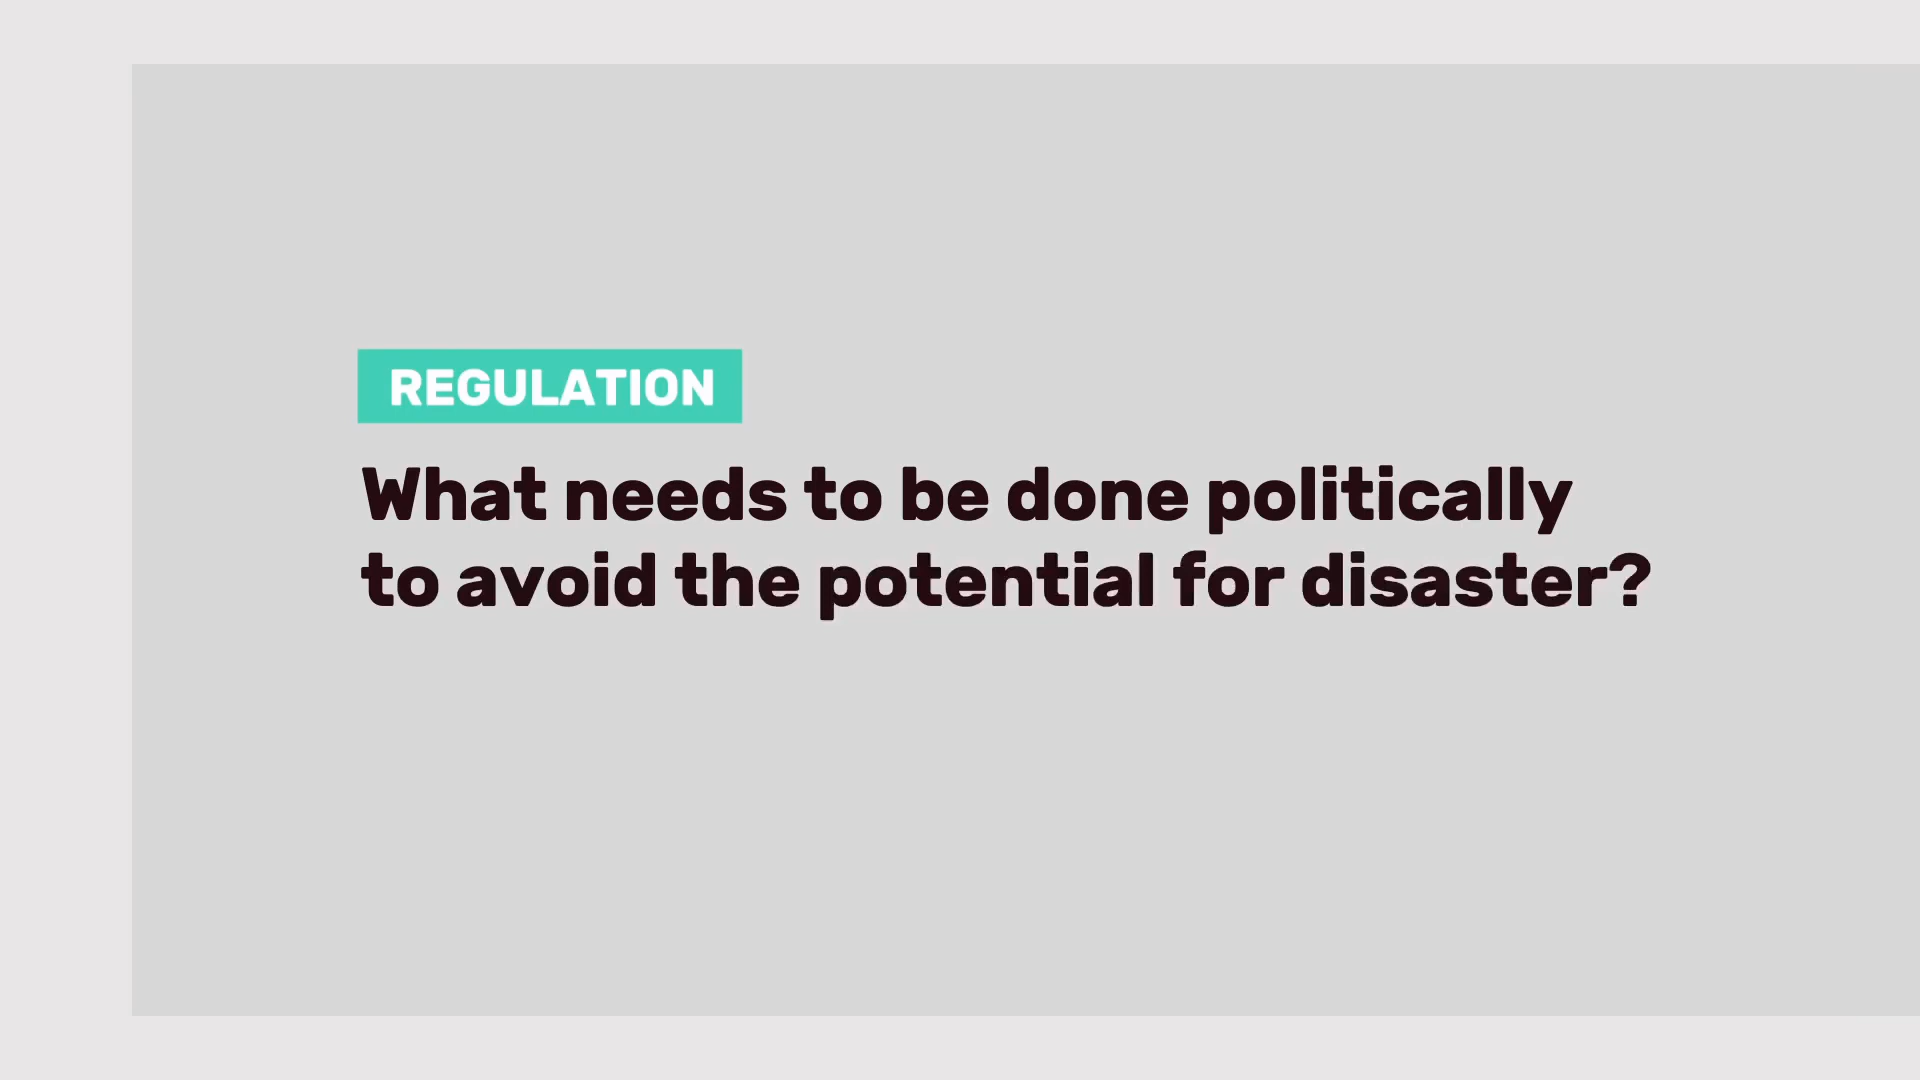 REGULATION
What needs to be done politically
to avoid the potential for disaster?